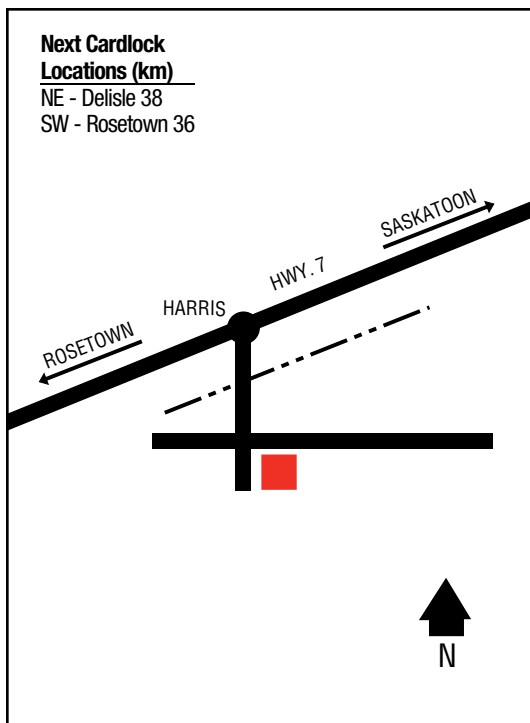 Next Cardlock
Locations (km)
NE - Delisle 38
SW - Rosetown 36
SASKATOON
HWY.7
HARRIS
ROSETOWN
N